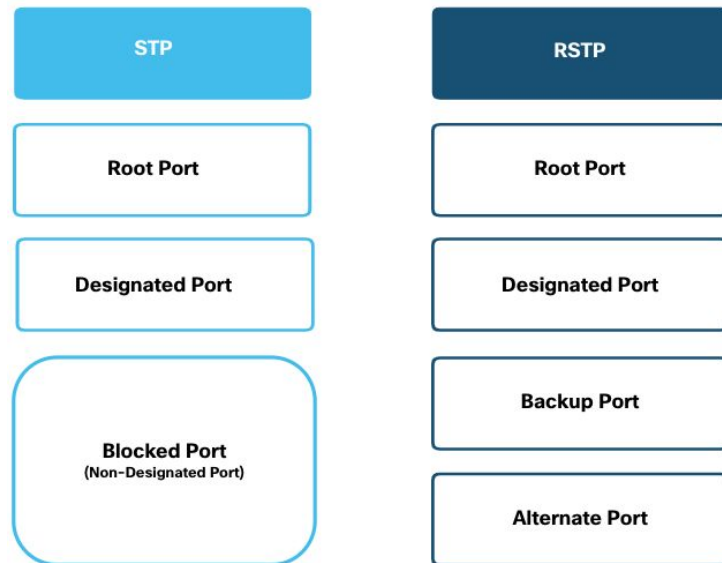 STP
Root Port
Designated Port
Blocked Port
(Non-Designated Port)
RSTP
Root Port
Designated Port
Backup Port
Alternate Port